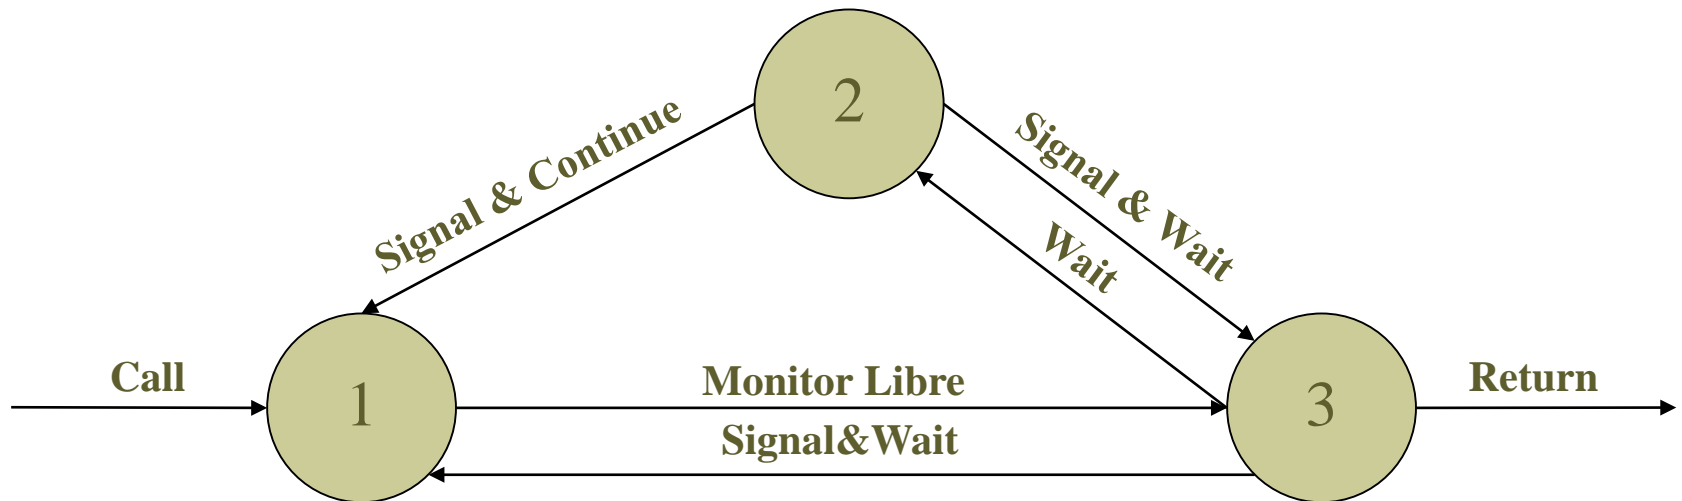 2
Signal & Continue
Signal & Wait
Wait
Call
1
Monitor Libre
3
Return
Signal&Wait